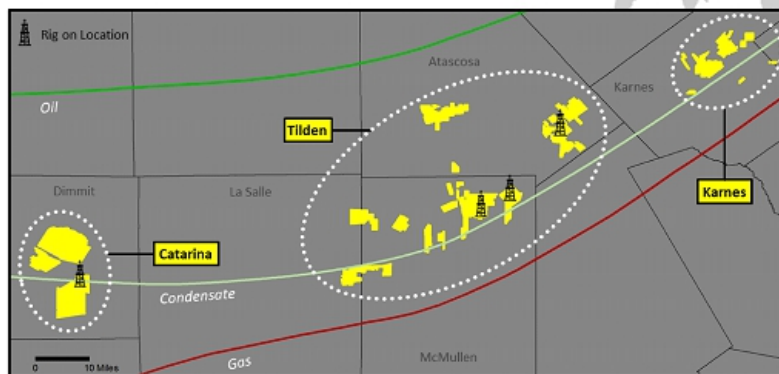 Rig on Location
Atascosa
Karnes
Oil
Tilden
Dimmit
La Salle
Karnes
Catarina
Condensate
0 10 Miles
Gas
McMullen